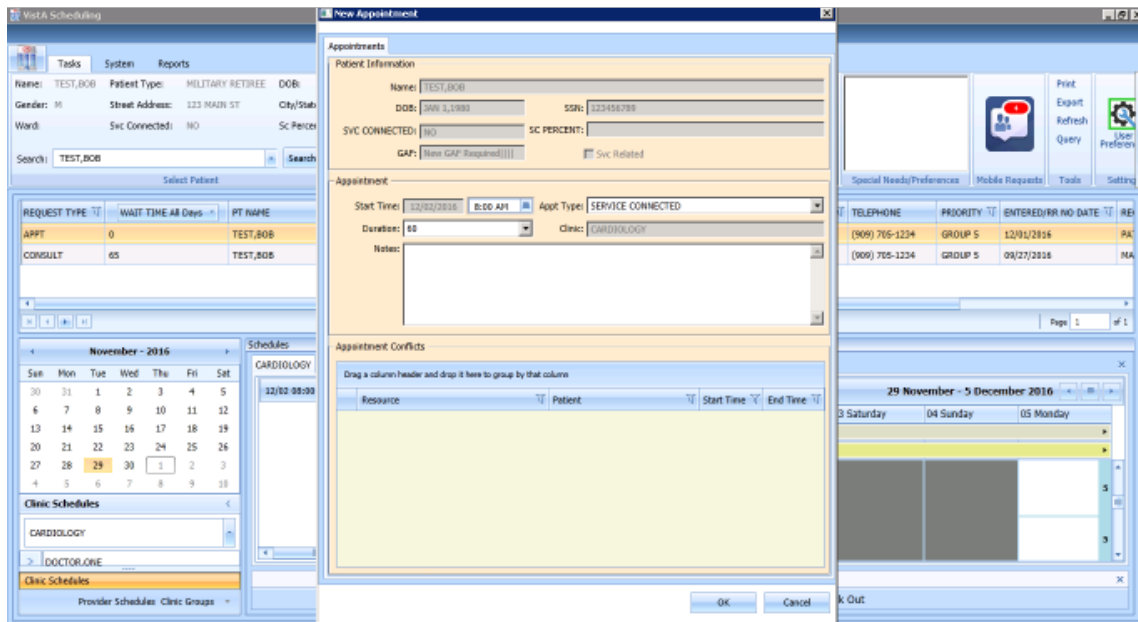 VistA Scheduling
New Appointment
Tasks System Reports
Name: TEST,BOB Patient Type: MILITARY RETIREE DOB:
Gender: M Street Address: 123 MAIN ST City/Stat
Ward: Svc Connected: NO Sc Percer
Search: TEST,BOB Search
Select Patient
REQUEST TYPE WAIT TIME All Days PT NAME
APPT 0 TEST,BOB
CONSULT 65 TEST,BOB
November - 2016
Sun Mon Tue Wed Thu Fri Sat
30 31 1 2 3 4 5
6 7 8 9 10 11 12
13 14 15 16 17 18 19
20 21 22 23 24 25 26
27 28 29 30 1 2 3
4 5 6 7 8 9 10
Clinic Schedules
CARDIOLOGY
DOCTOR,ONE
Clinic Schedules
Provider Schedules Clinic Groups
Schedules
CARDIOLOGY
12/02 08:00
Appointments
Patient Information
Name: TEST,BOB
DOB: JAN 1,1980 SSN: 123456789
SVC CONNECTED: NO SC PERCENT:
GAF: New GAF Required||||
Svc Related
Appointment
Start Time: 12/02/2016 8:00 AM Appt Type: SERVICE CONNECTED
Duration: 60 Clinic: CARDIOLOGY
Notes:
Appointment Conflicts
Drag a column header and drop it here to group by that column
Resource Patient Start Time End Time
OK Cancel
Print
Export
Refresh
Query
User
Preferen
4
Special Needs/Preferences Mobile Requests Tools Setting
TELEPHONE PRIORITY ENTERED/RR NO DATE RE
(909) 705-1234 GROUP 5 12/01/2016 PA
(909) 705-1234 GROUP 5 09/27/2016 MA
Page 1 of 1
29 November - 5 December 2016
3 Saturday 04 Sunday 05 Monday
k Out